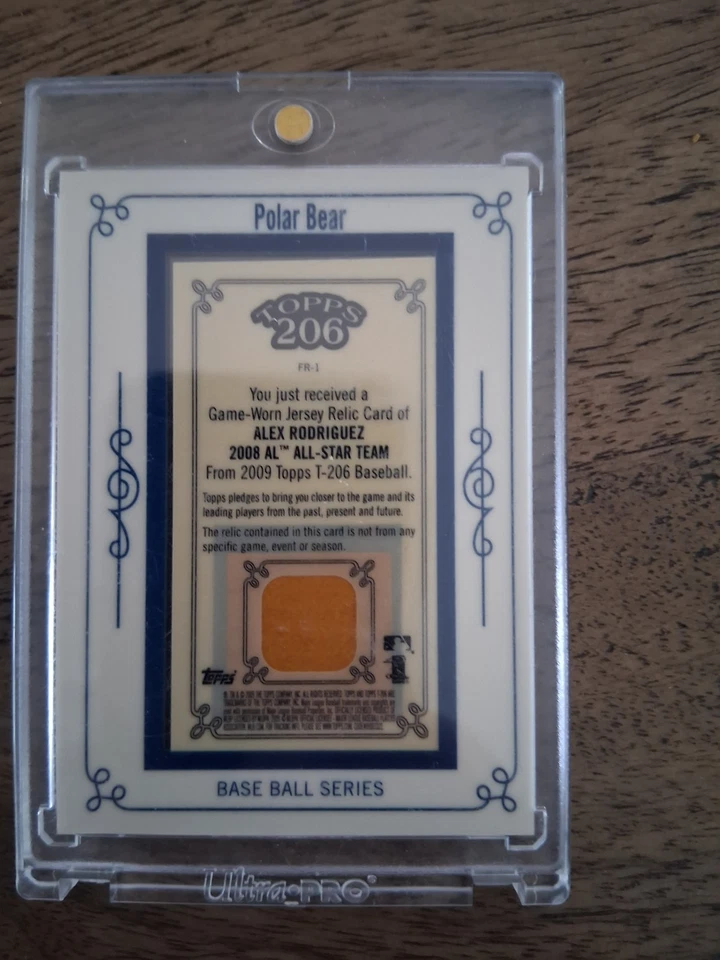 Polar Bear
TOPPS
206
FR-1
You just received a
Game-Worn Jersey Relic Card of
ALEX RODRIGUEZ
2008 AL™ ALL-STAR TEAM
From 2009 Topps T-206 Baseball.
Topps pledges to bring you closer to the game and its
leading players from the past, present and future.
The relic contained in this card is not from any
specific game, event or season.
TOPPS
BASE BALL SERIES
Ultra·PRO